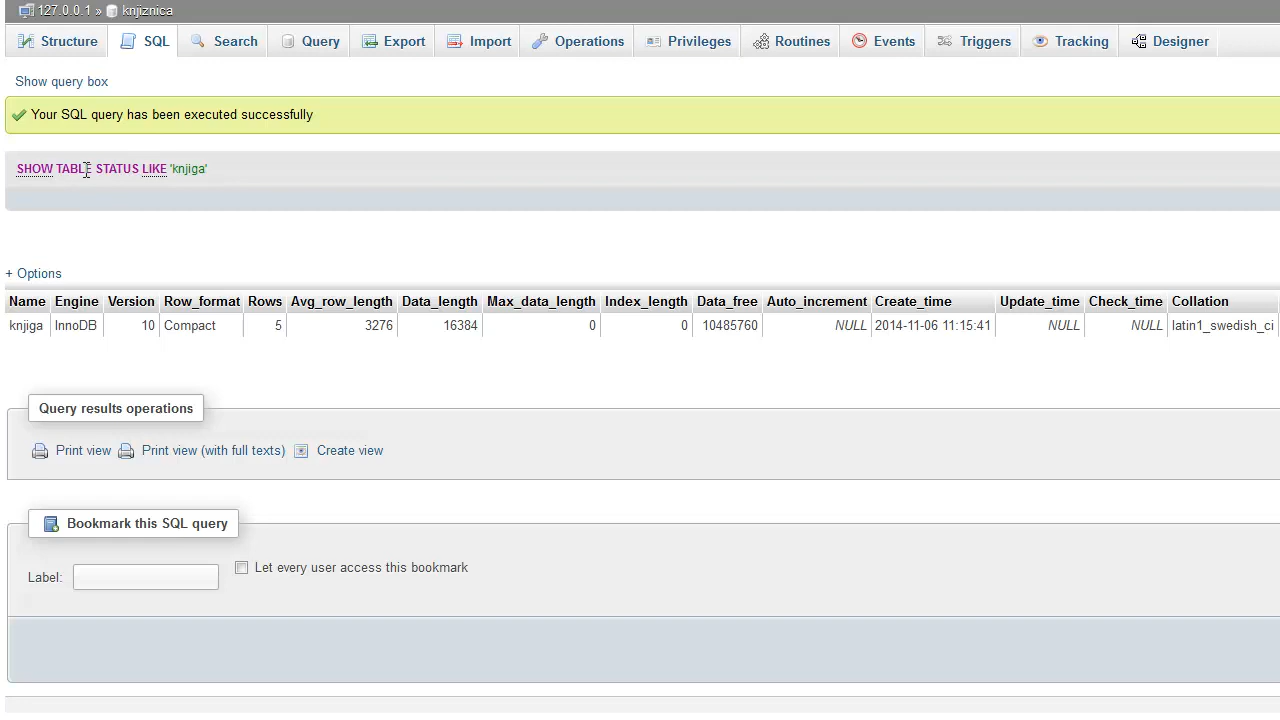 127.0.0.1 » knjiznica
Structure SQL Search Query Export Import Operations Privileges Routines Events Triggers Tracking Designer
Show query box
Your SQL query has been executed successfully
SHOW TABLE STATUS LIKE 'knjiga'
+ Options
Name Engine Version Row_format Rows Avg_row_length Data_length Max_data_length Index_length Data_free Auto_increment Create_time Update_time Check_time Collation
knjiga InnoDB 10 Compact 5 3276 16384 0 0 10485760 NULL 2014-11-06 11:15:41 NULL NULL latin1_swedish_ci
Query results operations
Print view Print view (with full texts) Create view
Bookmark this SQL query
Let every user access this bookmark
Label: